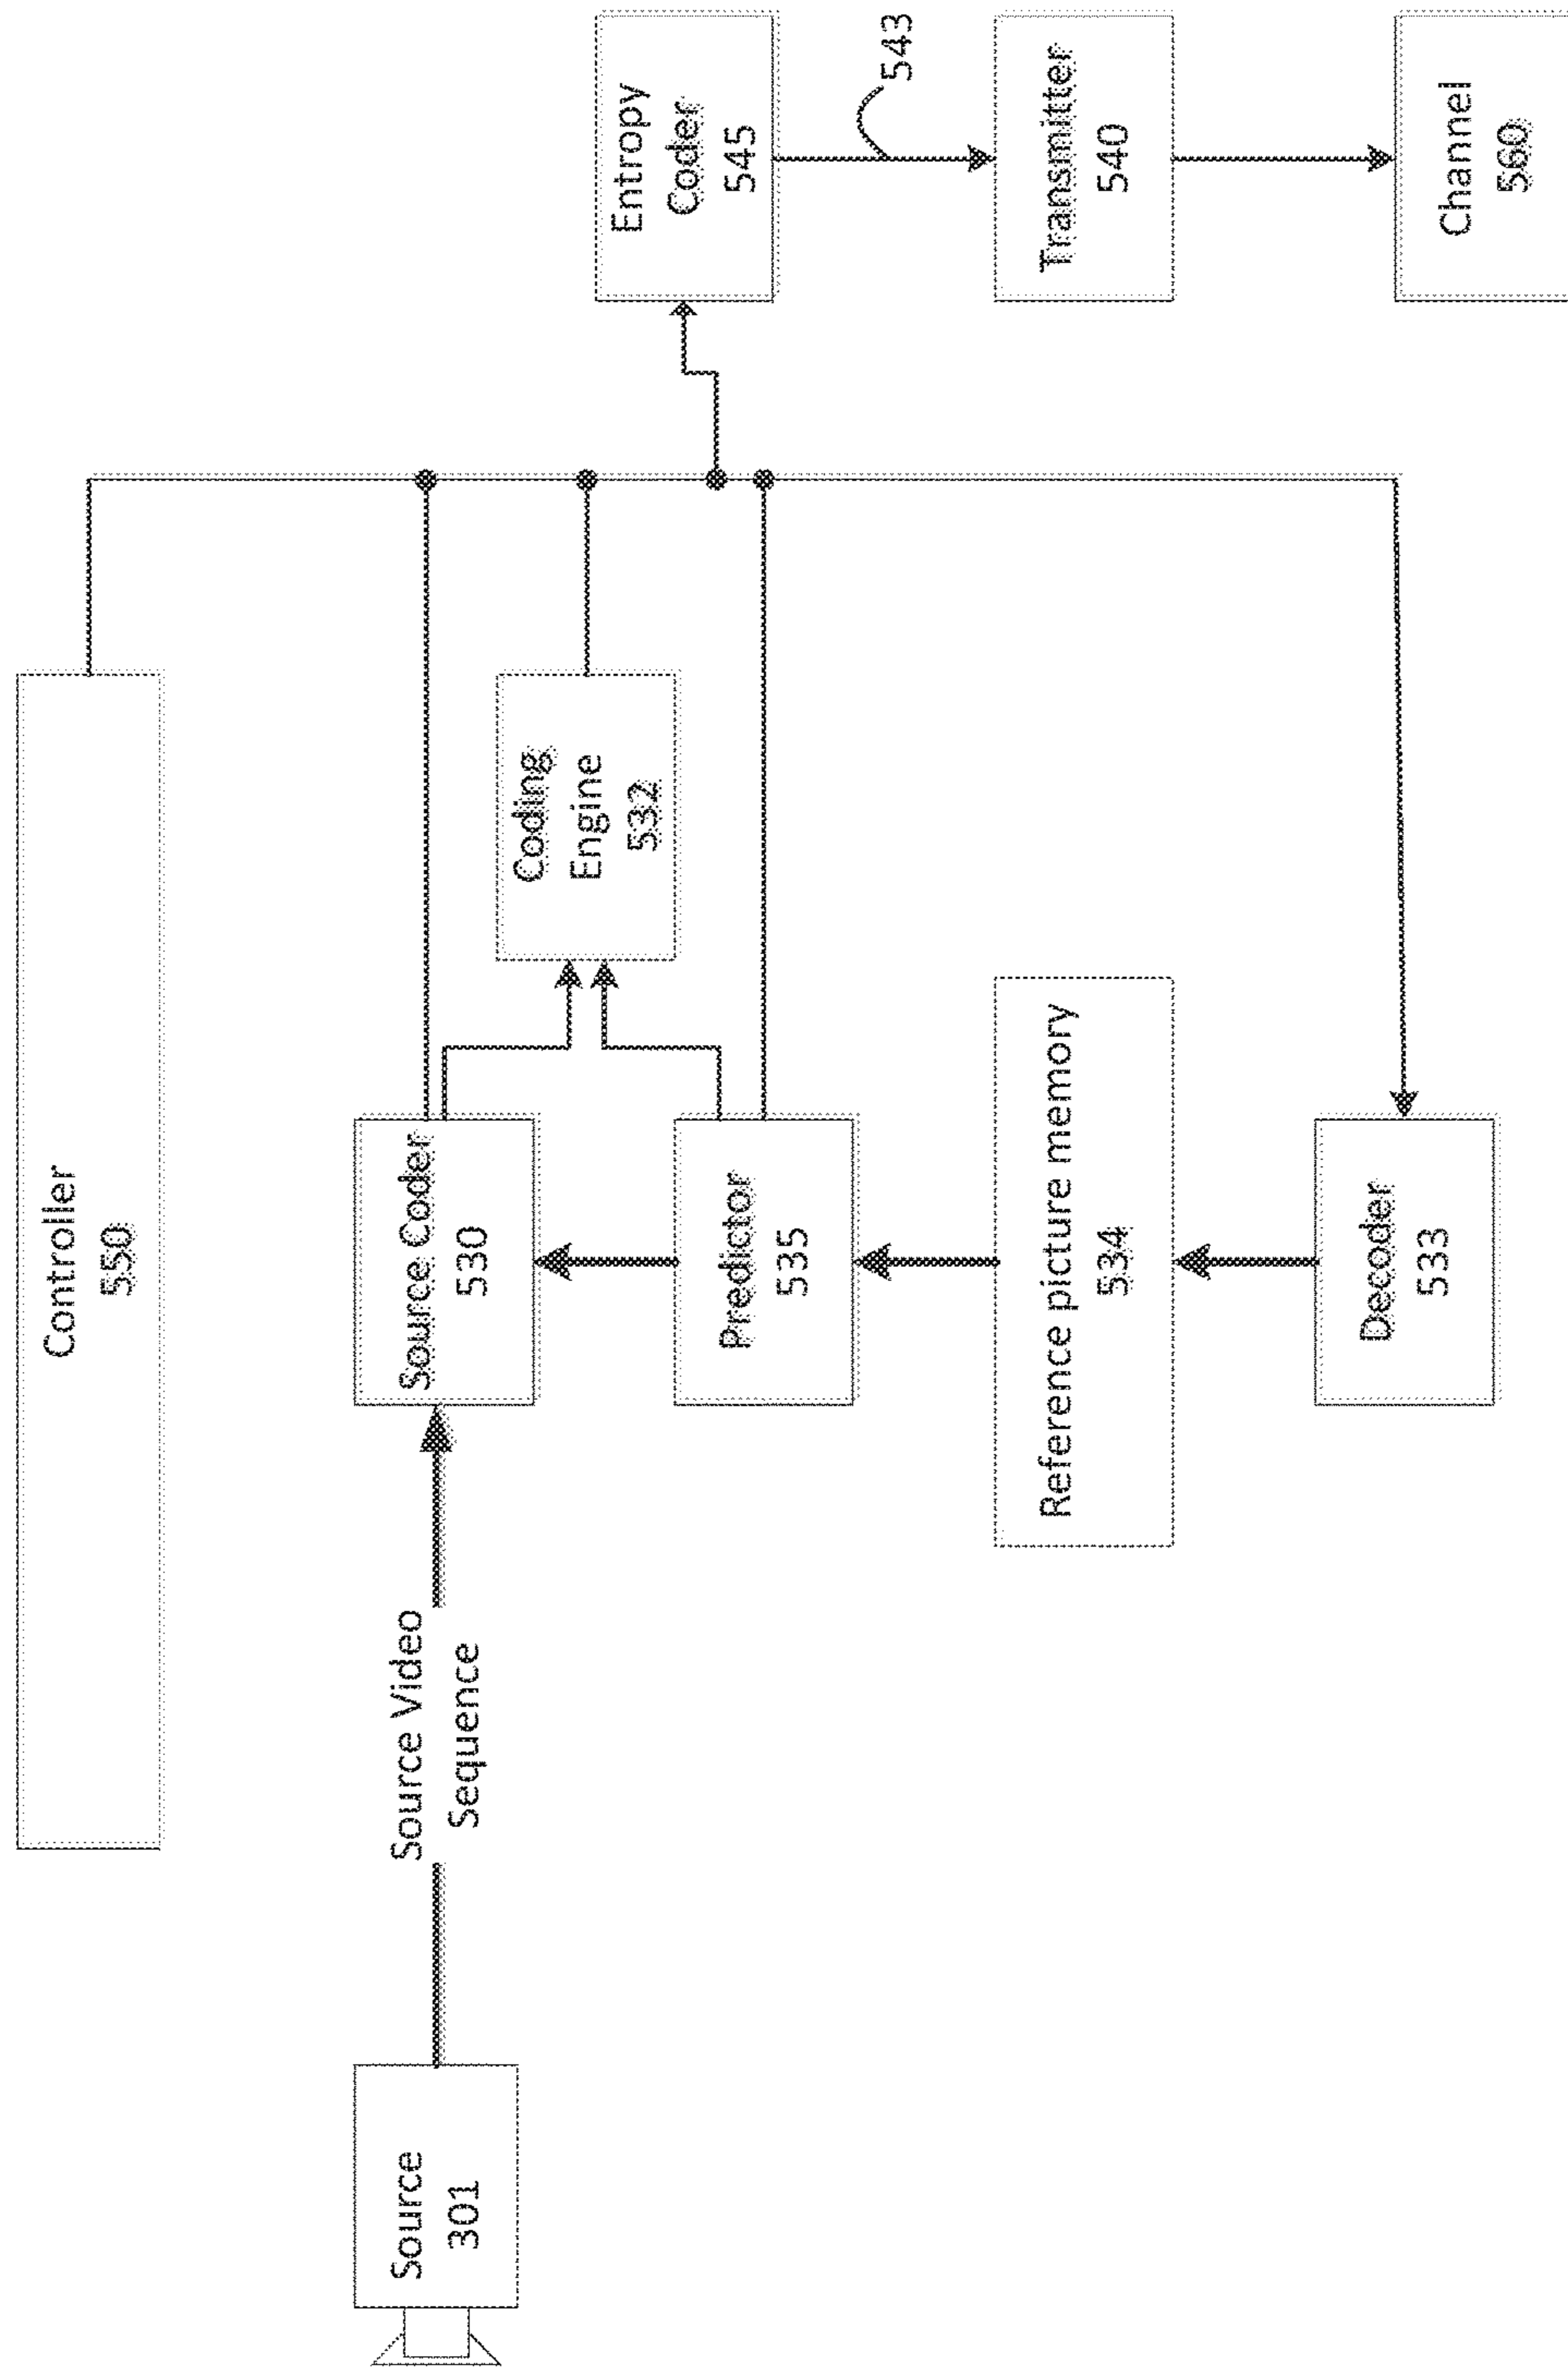 Controller
550
Source
301
Source Video
Sequence
Source Coder
530
Coding
Engine
532
Predictor
535
Reference picture memory
534
Decoder
533
Entropy
Coder
545
543
Transmitter
540
Channel
560